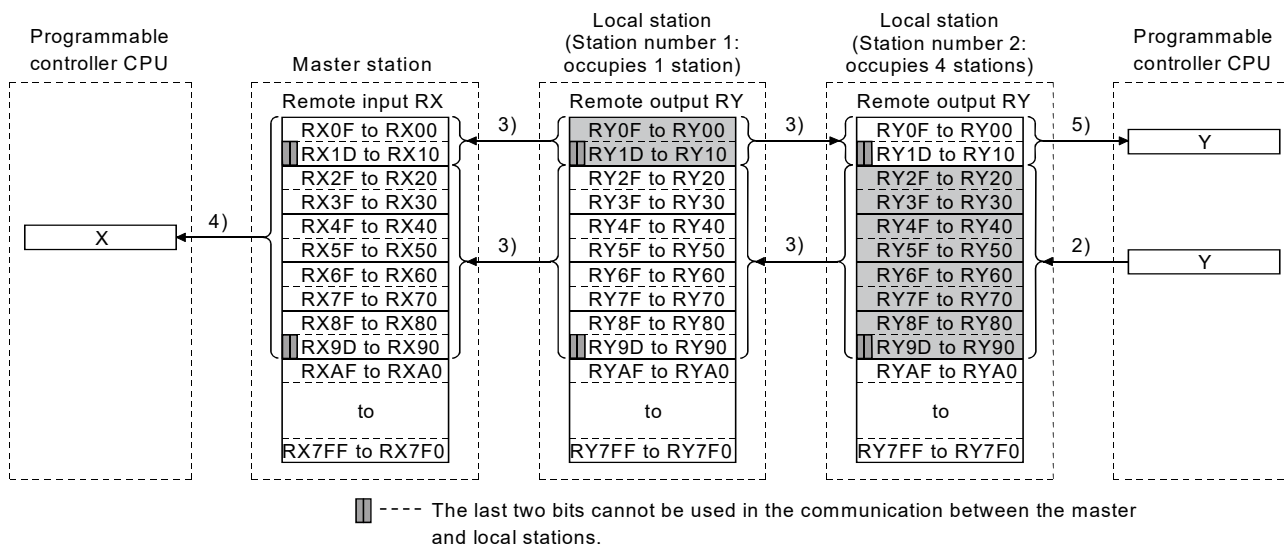 Programmable
controller CPU
Master station
Local station
(Station number 1:
occupies 1 station)
Local station
(Station number 2:
occupies 4 stations)
Programmable
controller CPU
X
4)
Remote input RX
RX0F to RX00
RX1D to RX10
RX2F to RX20
RX3F to RX30
RX4F to RX40
RX5F to RX50
RX6F to RX60
RX7F to RX70
RX8F to RX80
RX9D to RX90
RXAF to RXA0
to
RX7FF to RX7F0
3)
3)
Remote output RY
RY0F to RY00
RY1D to RY10
RY2F to RY20
RY3F to RY30
RY4F to RY40
RY5F to RY50
RY6F to RY60
RY7F to RY70
RY8F to RY80
RY9D to RY90
RYAF to RYA0
to
RY7FF to RY7F0
3)
3)
Remote output RY
RY0F to RY00
RY1D to RY10
RY2F to RY20
RY3F to RY30
RY4F to RY40
RY5F to RY50
RY6F to RY60
RY7F to RY70
RY8F to RY80
RY9D to RY90
RYAF to RYA0
to
RY7FF to RY7F0
5)
2)
Y
Y
The last two bits cannot be used in the communication between the master
and local stations.